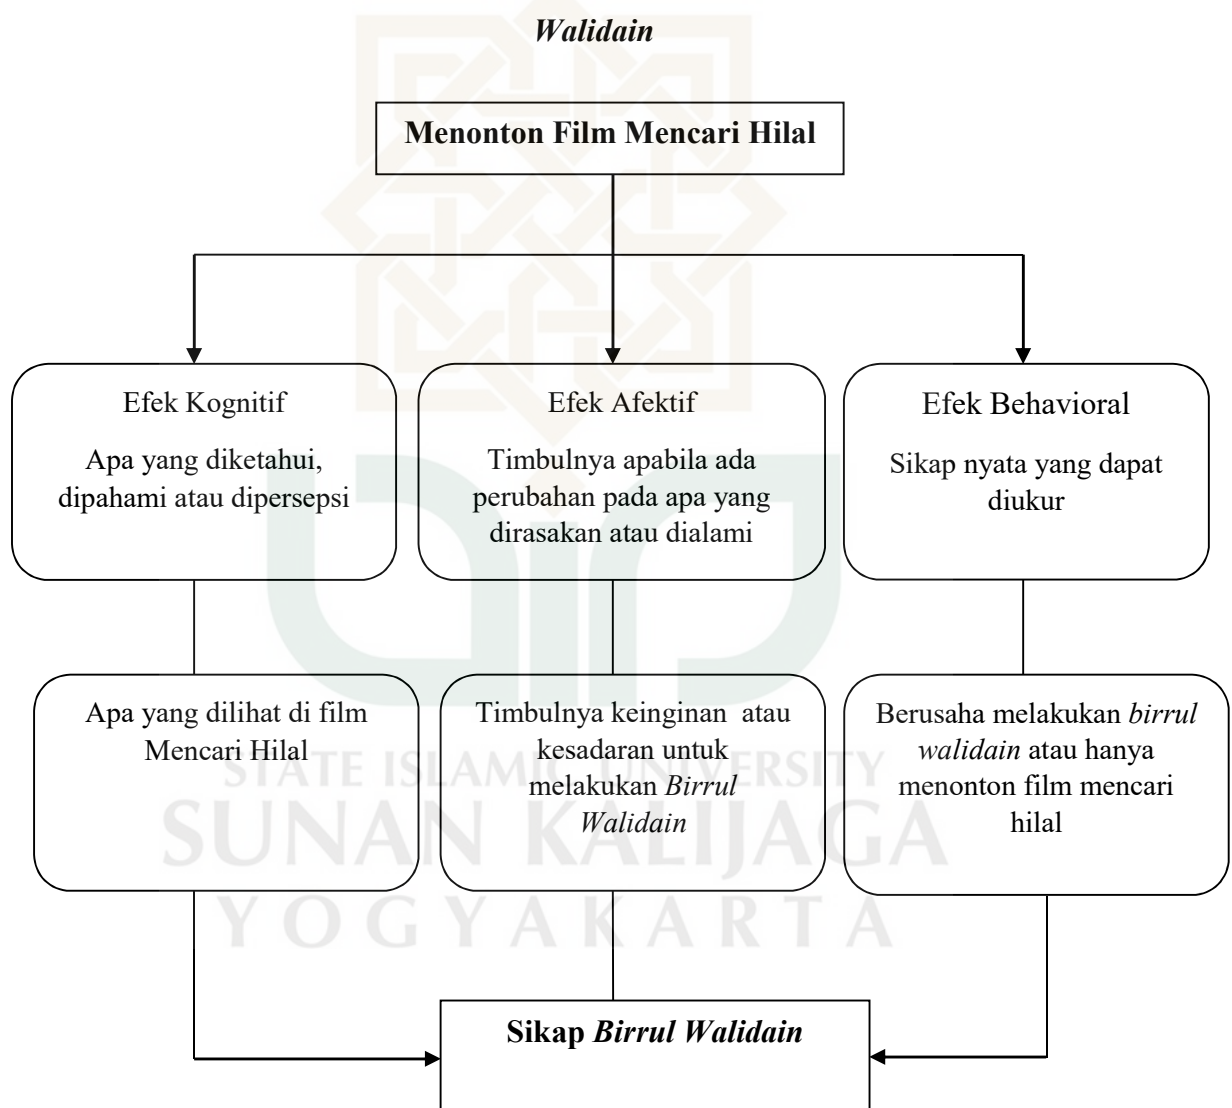 Walidain
Menonton Film Mencari Hilal
Efek Kognitif
Apa yang diketahui,
dipahami atau dipersepsi
Efek Afektif
Timbulnya apabila ada
perubahan pada apa yang
dirasakan atau dialami
Efek Behavioral
Sikap nyata yang dapat
diukur
Apa yang dilihat di film
Mencari Hilal
Timbulnya keinginan atau
kesadaran untuk
melakukan Birrul
Walidain
Berusaha melakukan birrul
walidain atau hanya
menonton film mencari
hilal
STATE ISLAMIC UNIVERSITY
SUNAN KALIJAGA
YOGYAKARTA
Sikap Birrul Walidain